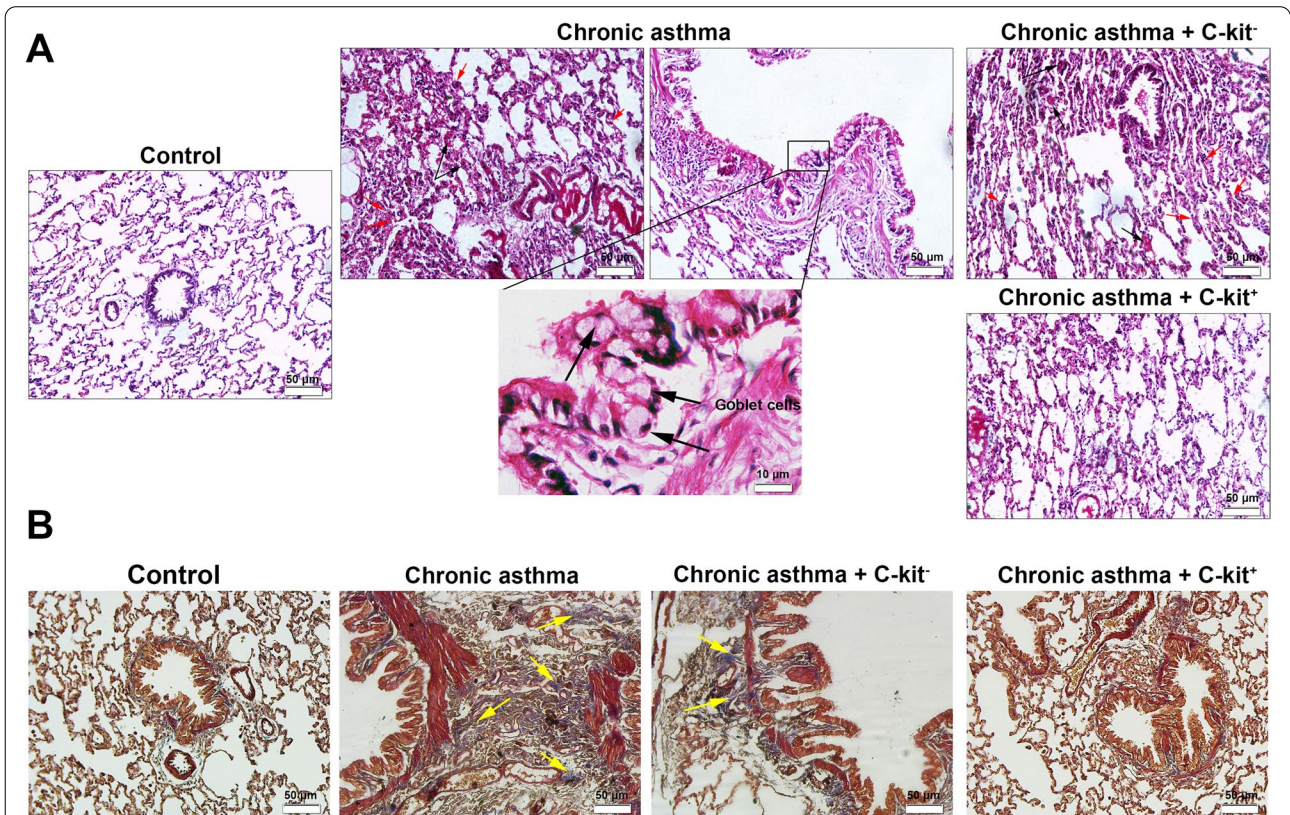 A
Chronic asthma
Chronic asthma + C-kit⁻
Control
50 µm
50 µm
50 µm
50 µm
Chronic asthma + C-kit⁺
Goblet cells
10 µm
50 µm
B
Control
Chronic asthma
Chronic asthma + C-kit⁻
Chronic asthma + C-kit⁺
50 µm
50 µm
50 µm
50 µm